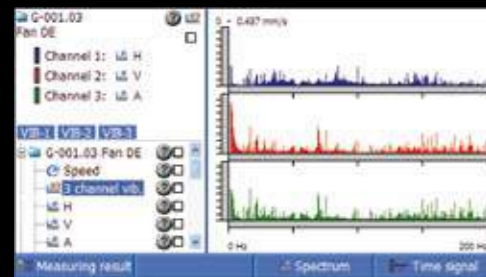 G-001.03
Fan DE
Channel 1: H
Channel 2: V
Channel 3: A
VIB-1 VIB-2 VIB-3
G-001.03 Fan DE
Speed
3 channel vib.
H
V
A
0 - 0.487 mm/s
0 Hz 200 Hz
Measuring result Spectrum Time signal